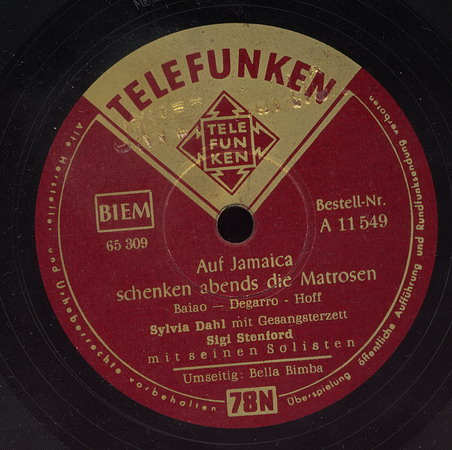 TELEFUNKEN
TELE
FUN
KEN
BIEM
65 309
Bestell-Nr.
A 11 549
Auf Jamaica
schenken abends die Matrosen
Baiao — Degarro - Hoff
Sylvia Dahl mit Gesangsterzett
Sigi Stenford
mit seinen Solisten
Umseitig: Bella Bimba
78N
Alle Hersteller- und Urheberrechte vorbehalten
Überspielung, öffentliche Aufführung und Rundfunksendung verboten